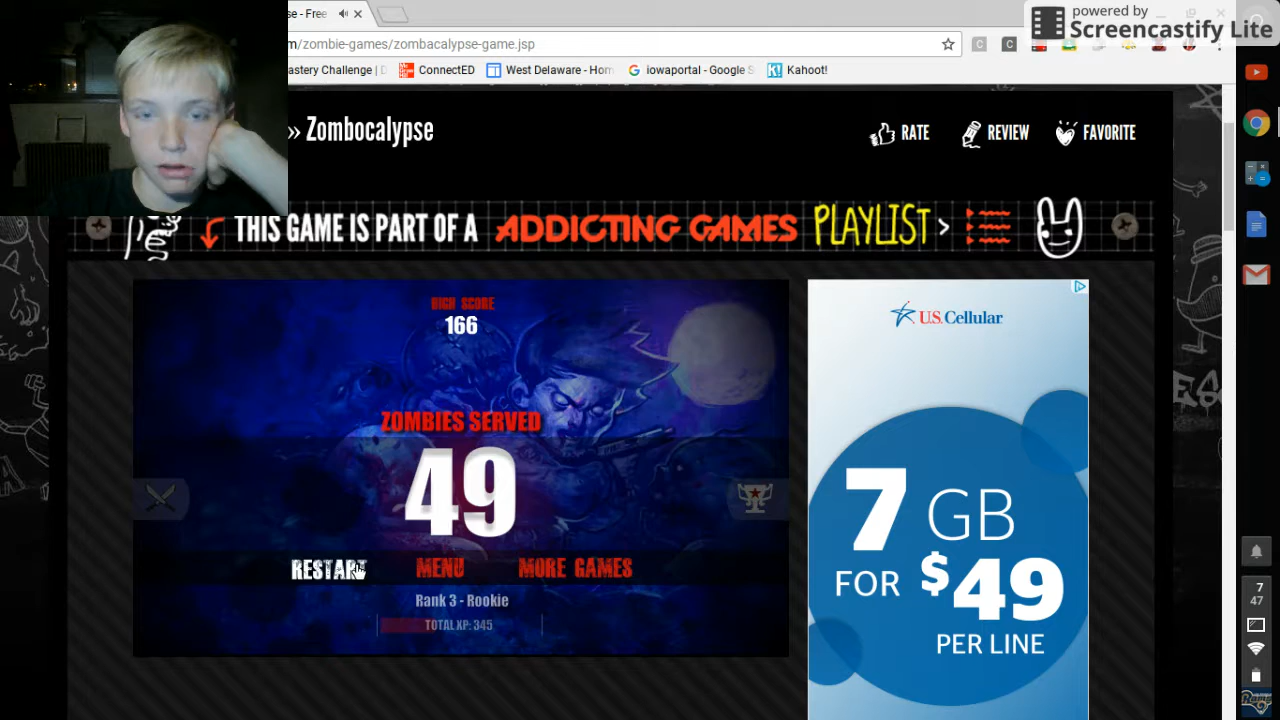 se - Free
powered by
Screencastify Lite
m/zombie-games/zombacalypse-game.jsp
astery Challenge | D
ConnectED
West Delaware - Hom
iowaportal - Google S
Kahoot!
» Zombocalypse
RATE
REVIEW
FAVORITE
THIS GAME IS PART OF A ADDICTING GAMES PLAYLIST >
HIGH SCORE
166
ZOMBIES SERVED
49
RESTART
MENU
MORE GAMES
Rank 3 - Rookie
TOTAL XP: 345
U.S. Cellular
7 GB
FOR $49
PER LINE
7
47